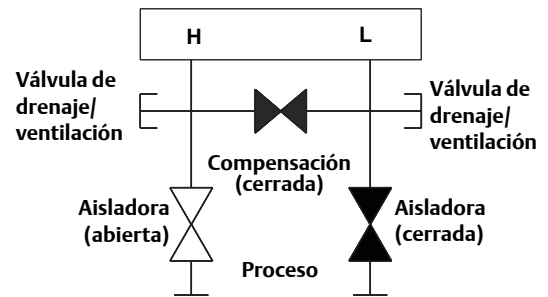 H
L
Válvula de
drenaje/
ventilación
Válvula de
drenaje/
ventilación
Compensación
(cerrada)
Aisladora
(abierta)
Aisladora
(cerrada)
Proceso